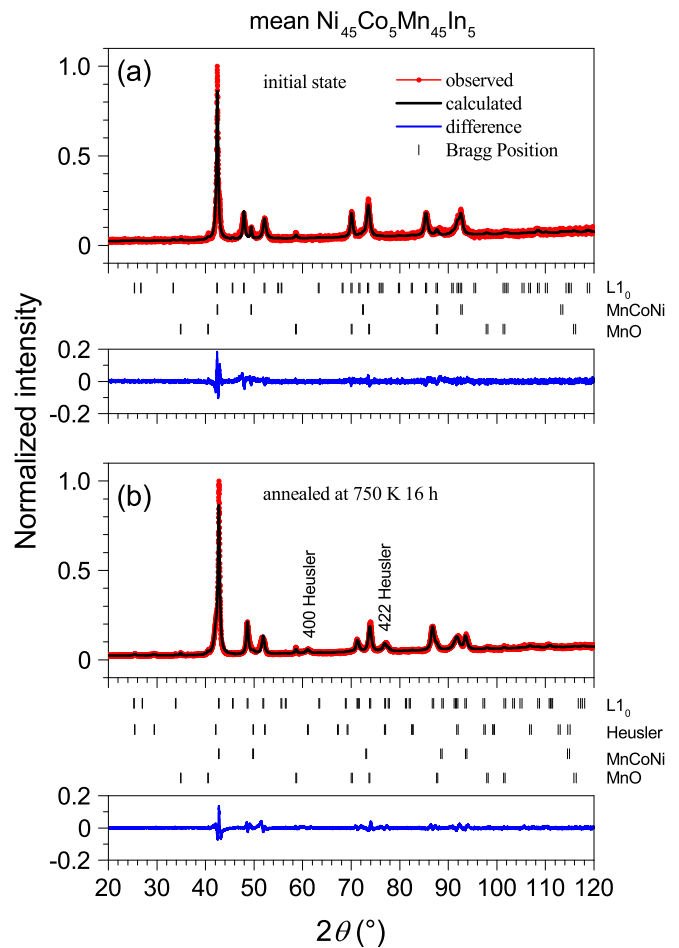 mean Ni₄₅Co₅Mn₄₅In₅
Normalized intensity
(a)
initial state
observed
calculated
difference
Bragg Position
1.0
0.5
0
L1₀
MnCoNi
MnO
0.2
0
-0.2
(b)
annealed at 750 K 16 h
400 Heusler
422 Heusler
1.0
0.5
0
L1₀
Heusler
MnCoNi
MnO
0.2
0
-0.2
20 30 40 50 60 70 80 90 100 110 120
2θ (°)